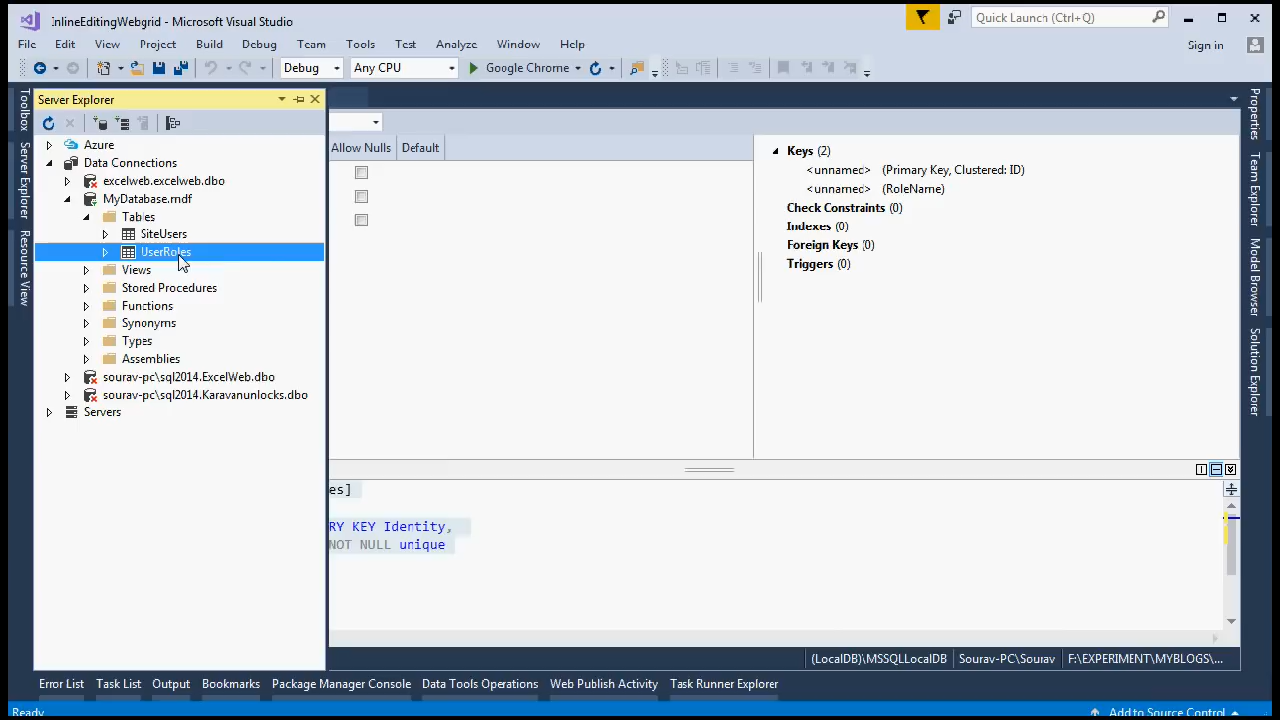 InlineEditingWebgrid - Microsoft Visual Studio
Quick Launch (Ctrl+Q)
File Edit View Project Build Debug Team Tools Test Analyze Window Help
Sign in
Debug Any CPU Google Chrome
Server Explorer
Toolbox
Server Explorer
Resource View
Azure
Data Connections
excelweb.excelweb.dbo
MyDatabase.mdf
Tables
SiteUsers
UserRoles
Views
Stored Procedures
Functions
Synonyms
Types
Assemblies
sourav-pc\sql2014.ExcelWeb.dbo
sourav-pc\sql2014.Karavanunlocks.dbo
Servers
Allow Nulls Default
Keys (2)
<unnamed> (Primary Key, Clustered: ID)
<unnamed> (RoleName)
Check Constraints (0)
Indexes (0)
Foreign Keys (0)
Triggers (0)
es]
RY KEY Identity,
NOT NULL unique
Properties
Team Explorer
Model Browser
Solution Explorer
(LocalDB)\MSSQLLocalDB Sourav-PC\Sourav F:\EXPERIMENT\MYBLOGS\...
Error List Task List Output Bookmarks Package Manager Console Data Tools Operations Web Publish Activity Task Runner Explorer
Ready Add to Source Control